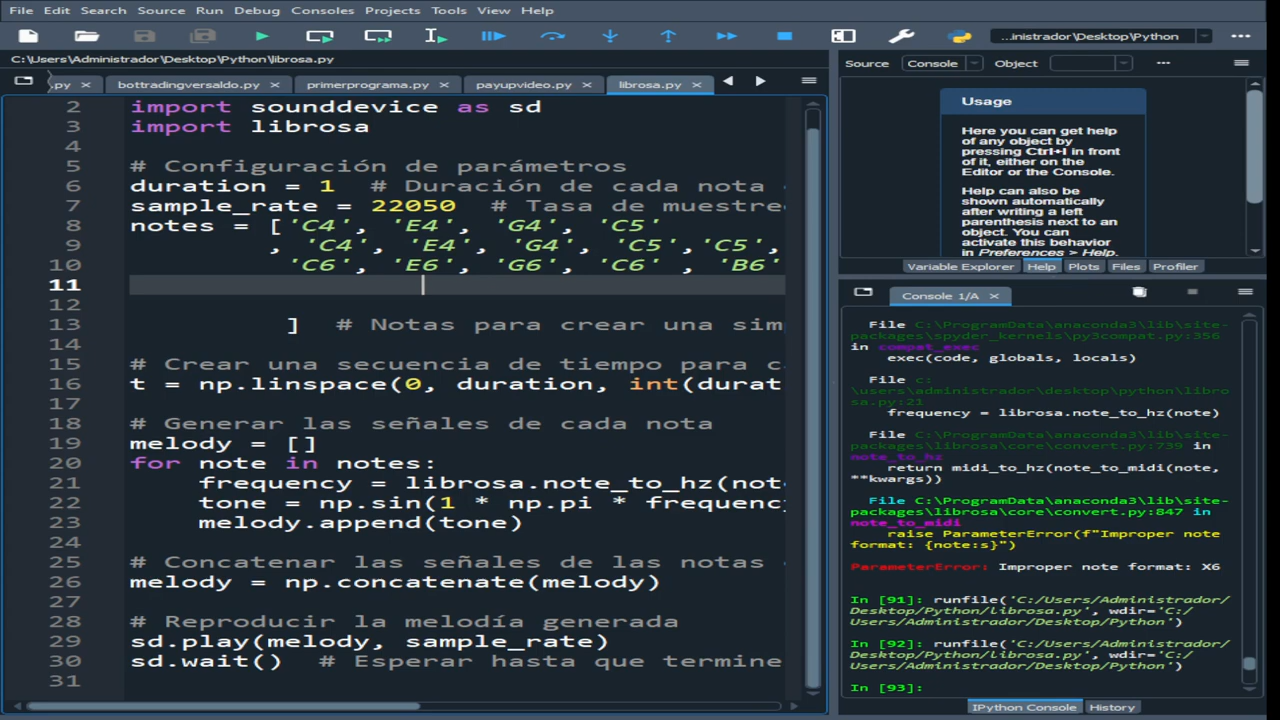 File Edit Search Source Run Debug Consoles Projects Tools View Help
...inistrador\Desktop\Python
C:\Users\Administrador\Desktop\Python\librosa.py
.py bottradingversaldo.py primerprograma.py payupvideo.py librosa.py
2 import sounddevice as sd
3 import librosa
4
5 # Configuración de parámetros
6 duration = 1 # Duración de cada nota
7 sample_rate = 22050 # Tasa de muestre
8 notes = ['C4', 'E4', 'G4', 'C5'
9 , 'C4', 'E4', 'G4', 'C5','C5',
10 'C6', 'E6', 'G6', 'C6' , 'B6'
11
12
13 ] # Notas para crear una sim
14
15 # Crear una secuencia de tiempo para c
16 t = np.linspace(0, duration, int(durat
17
18 # Generar las señales de cada nota
19 melody = []
20 for note in notes:
21 frequency = librosa.note_to_hz(not
22 tone = np.sin(1 * np.pi * frequency
23 melody.append(tone)
24
25 # Concatenar las señales de las notas
26 melody = np.concatenate(melody)
27
28 # Reproducir la melodía generada
29 sd.play(melody, sample_rate)
30 sd.wait() # Esperar hasta que termine
31
Source Console Object
Usage
Here you can get help
of any object by
pressing Ctrl+I in front
of it, either on the
Editor or the Console.
Help can also be
shown automatically
after writing a left
parenthesis next to an
object. You can
activate this behavior
in Preferences > Help.
Variable Explorer Help Plots Files Profiler
Console 1/A
File C:\ProgramData\anaconda3\lib\site-
packages\spyder_kernels\py3compat.py:356
in compat_exec
exec(code, globals, locals)
File c:
\users\administrador\desktop\python\libro
sa.py:21
frequency = librosa.note_to_hz(note)
File C:\ProgramData\anaconda3\lib\site-
packages\librosa\core\convert.py:739 in
note_to_hz
return midi_to_hz(note_to_midi(note,
**kwargs))
File C:\ProgramData\anaconda3\lib\site-
packages\librosa\core\convert.py:847 in
note_to_midi
raise ParameterError(f"Improper note
format: {note:s}")
ParameterError: Improper note format: X6
In [91]: runfile('C:/Users/Administrador/
Desktop/Python/librosa.py', wdir='C:/
Users/Administrador/Desktop/Python')
In [92]: runfile('C:/Users/Administrador/
Desktop/Python/librosa.py', wdir='C:/
Users/Administrador/Desktop/Python')
In [93]:
IPython Console History